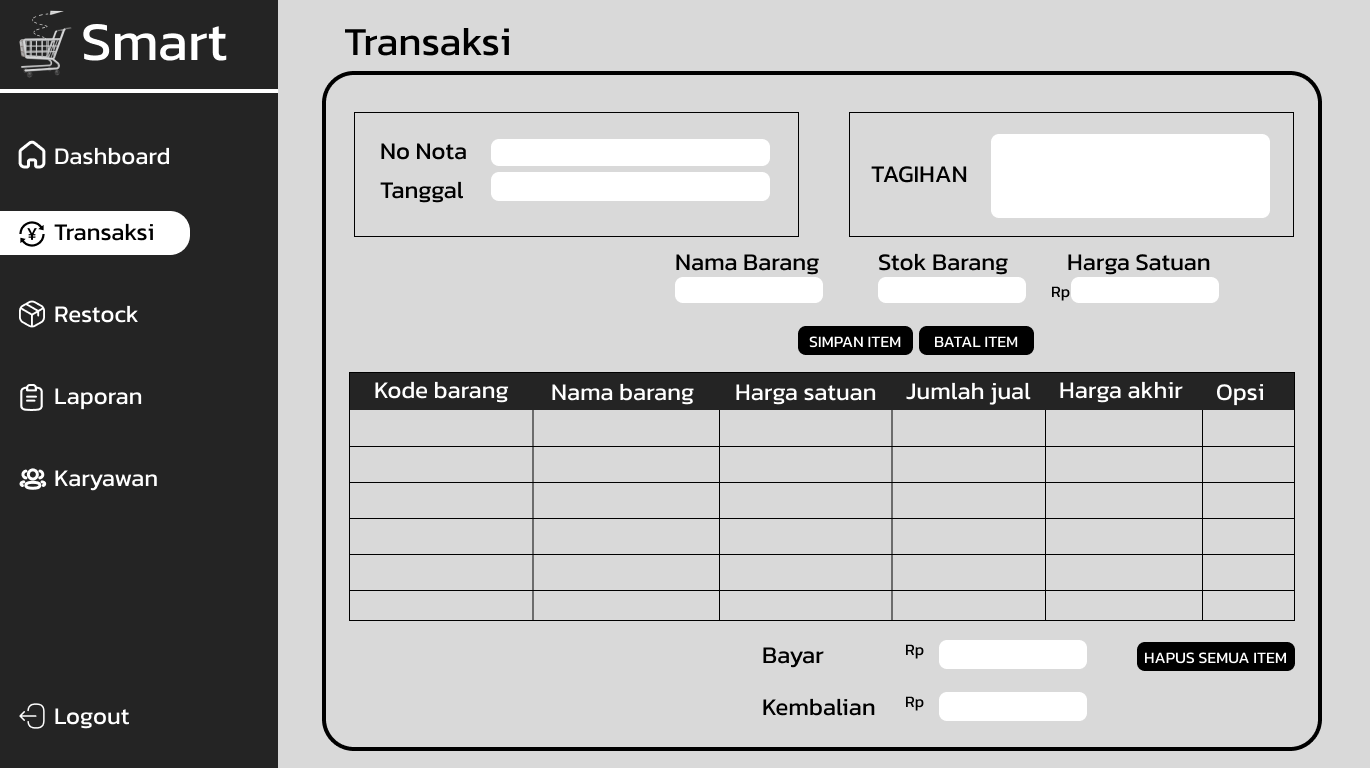 Smart
Dashboard
Transaksi
Restock
Laporan
Karyawan
Logout
Transaksi
No Nota
Tanggal
TAGIHAN
Nama Barang Stok Barang Harga Satuan
Rp
SIMPAN ITEM BATAL ITEM
Kode barang Nama barang Harga satuan Jumlah jual Harga akhir Opsi
Bayar Rp HAPUS SEMUA ITEM
Kembalian Rp